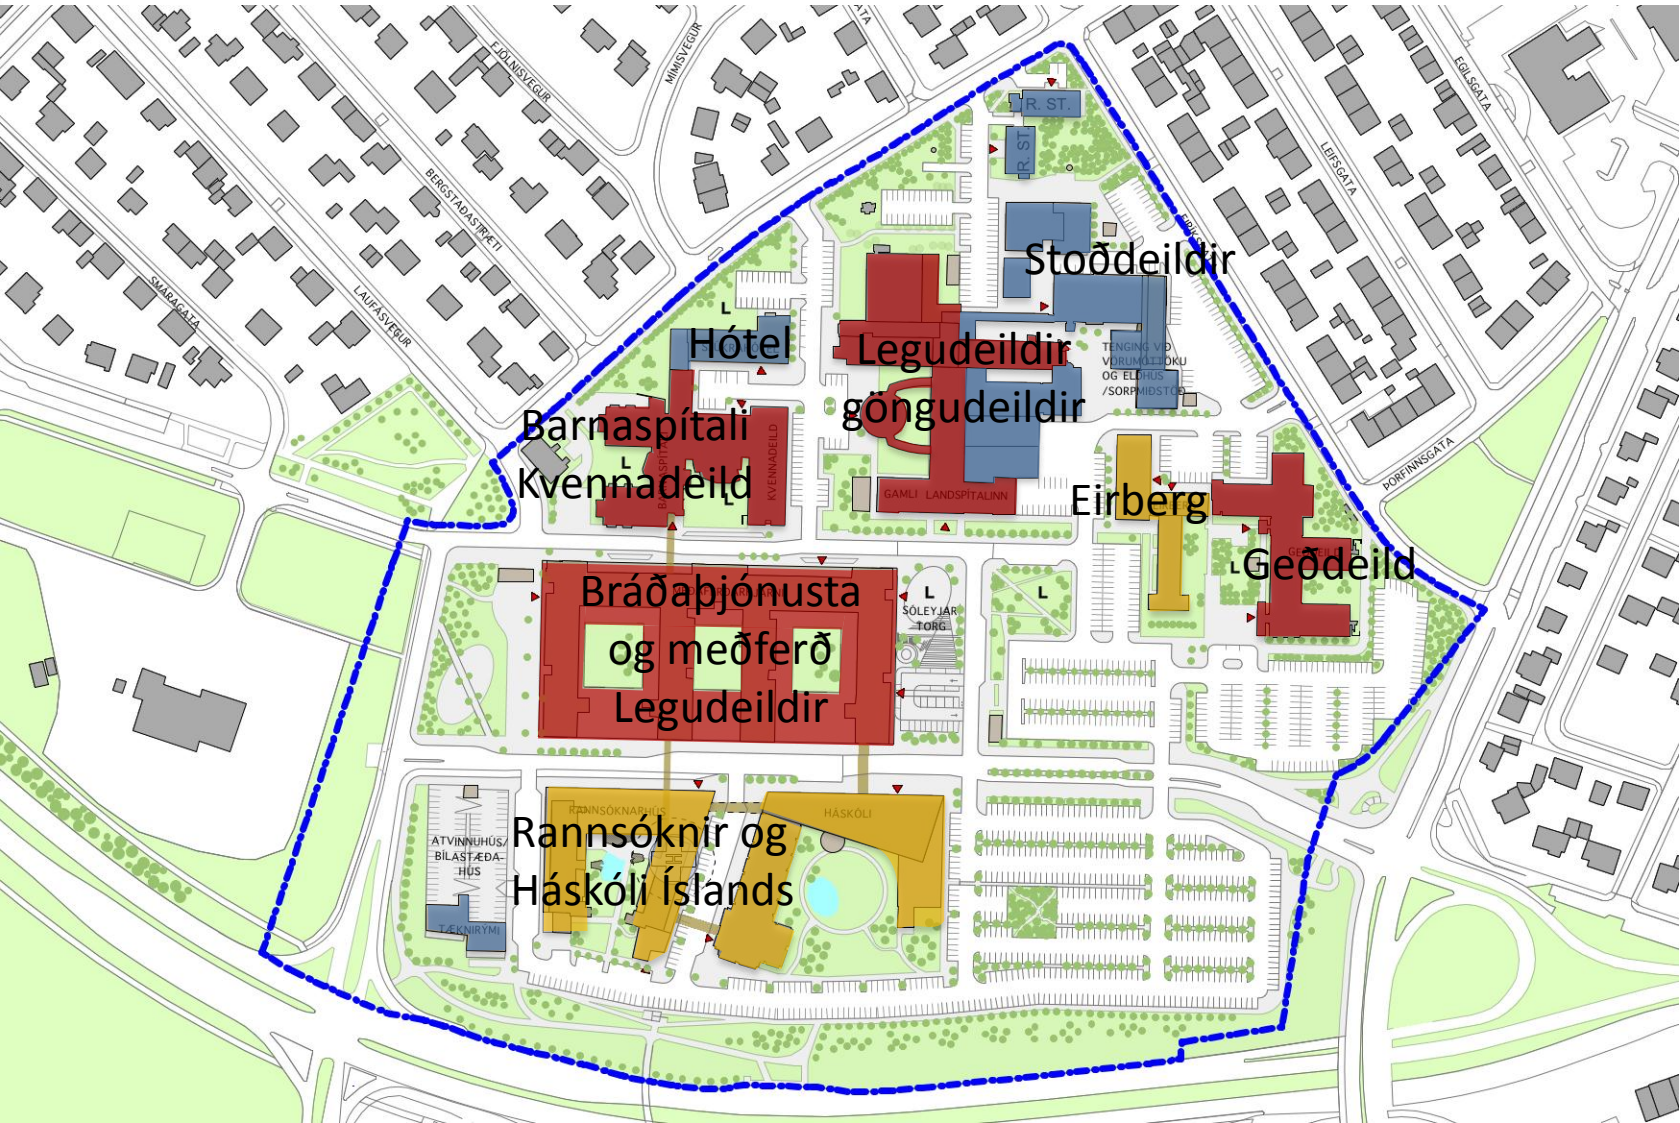 FJÖLNISVEGUR
MÍMISVEGUR
EGILSGATA
LEIFSGATA
BERGSTAÐASTRÆTI
LAUFÁSVEGUR
SMÁRAGATA
ÞORFINNSGATA
R. ST.
R. ST
Stoðdeildir
L
Hótel
Legudeildir
göngudeildir
TENGING VIÐ
VÖRUMÓTTÖKU
OG ELDHÚS
/SORPMIÐSTÖÐ
Barnaspítali
Kvennadeild
L
L
KVENNADEILD
GAMLI LANDSPÍTALINN
Eirberg
Geðdeild
L
Bráðaþjónusta
og meðferð
Legudeildir
L
SÓLEYJAR
TORG
L
RANNSÓKNARHÚS
HÁSKÓLI
Rannsóknir og
Háskóli Íslands
ATVINNUHÚS/
BÍLASTÆÐA-
HÚS
TÆKNIRÝMI